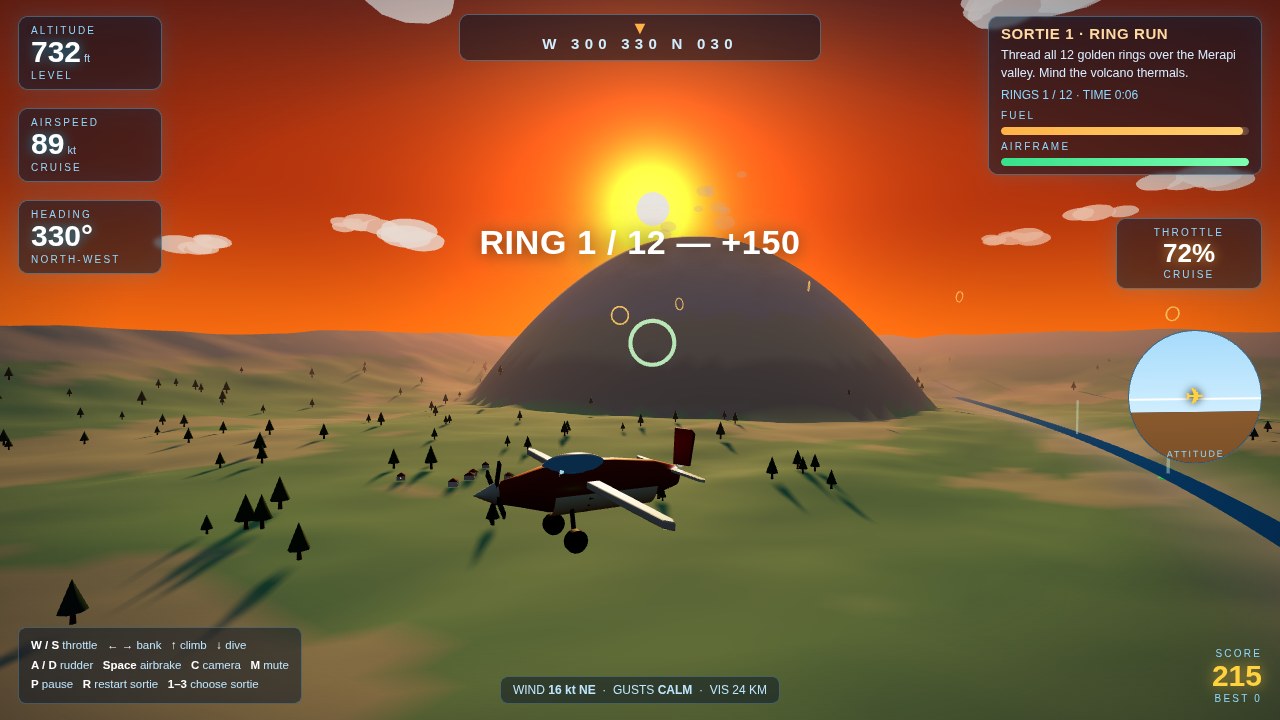 ALTITUDE
732 ft
LEVEL
AIRSPEED
89 kt
CRUISE
HEADING
330°
NORTH-WEST
W 300 330 N 030
SORTIE 1 · RING RUN
Thread all 12 golden rings over the Merapi
valley. Mind the volcano thermals.
RINGS 1 / 12 · TIME 0:06
FUEL
AIRFRAME
THROTTLE
72%
CRUISE
RING 1 / 12 — +150
ATTITUDE
W / S throttle ← → bank ↑ climb ↓ dive
A / D rudder Space airbrake C camera M mute
P pause R restart sortie 1–3 choose sortie
WIND 16 kt NE · GUSTS CALM · VIS 24 KM
SCORE
215
BEST 0